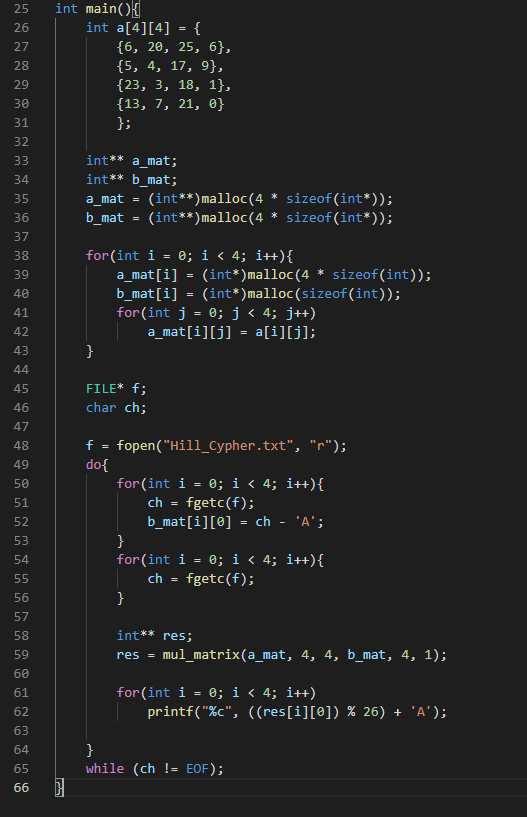 25 int main(){
26     int a[4][4] = {
27         {6, 20, 25, 6},
28         {5, 4, 17, 9},
29         {23, 3, 18, 1},
30         {13, 7, 21, 0}
31         };
32
33     int** a_mat;
34     int** b_mat;
35     a_mat = (int**)malloc(4 * sizeof(int*));
36     b_mat = (int**)malloc(4 * sizeof(int*));
37
38     for(int i = 0; i < 4; i++){
39         a_mat[i] = (int*)malloc(4 * sizeof(int));
40         b_mat[i] = (int*)malloc(sizeof(int));
41         for(int j = 0; j < 4; j++)
42             a_mat[i][j] = a[i][j];
43     }
44
45     FILE* f;
46     char ch;
47
48     f = fopen("Hill_Cypher.txt", "r");
49     do{
50         for(int i = 0; i < 4; i++){
51             ch = fgetc(f);
52             b_mat[i][0] = ch - 'A';
53         }
54         for(int i = 0; i < 4; i++){
55             ch = fgetc(f);
56         }
57
58         int** res;
59         res = mul_matrix(a_mat, 4, 4, b_mat, 4, 1);
60
61         for(int i = 0; i < 4; i++)
62             printf("%c", ((res[i][0]) % 26) + 'A');
63
64     }
65     while (ch != EOF);
66 }